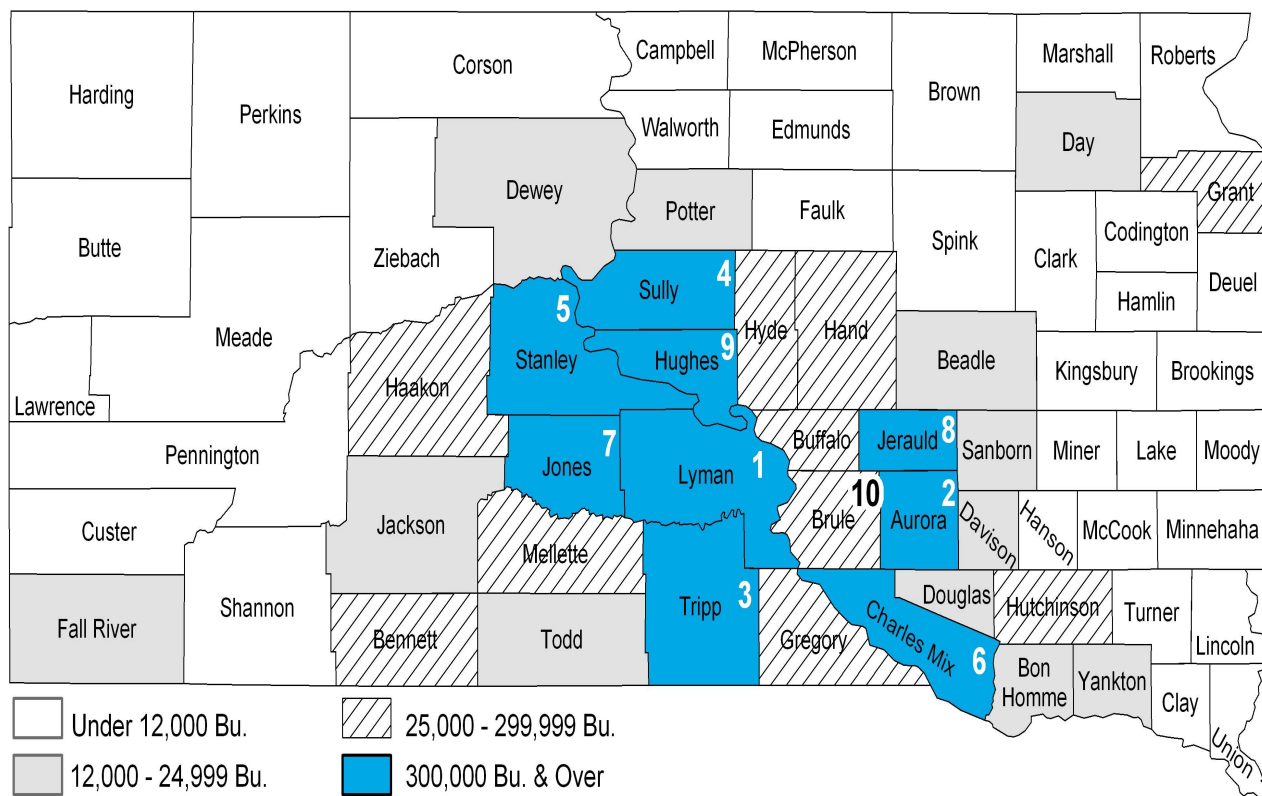 Campbell
McPherson
Marshall
Roberts
Corson
Harding
Perkins
Brown
Walworth
Edmunds
Day
Dewey
Grant
Potter
Faulk
Butte
Ziebach
Spink
Clark
Codington
Deuel
Sully
4
Hamlin
Meade
5
Hyde
Hand
Stanley
Hughes
9
Beadle
Kingsbury
Brookings
Haakon
Lawrence
Pennington
Buffalo
Jerauld
8
Sanborn
Miner
Lake
Moody
Jones
7
Lyman
1
Custer
Jackson
Brule
10
Aurora
2
Davison
Hanson
McCook
Minnehaha
Mellette
Fall River
Shannon
Tripp
3
Douglas
Hutchinson
Turner
Lincoln
Bennett
Todd
Gregory
Charles Mix
6
Bon
Homme
Yankton
Clay
Union
Under 12,000 Bu.
25,000 - 299,999 Bu.
12,000 - 24,999 Bu.
300,000 Bu. & Over